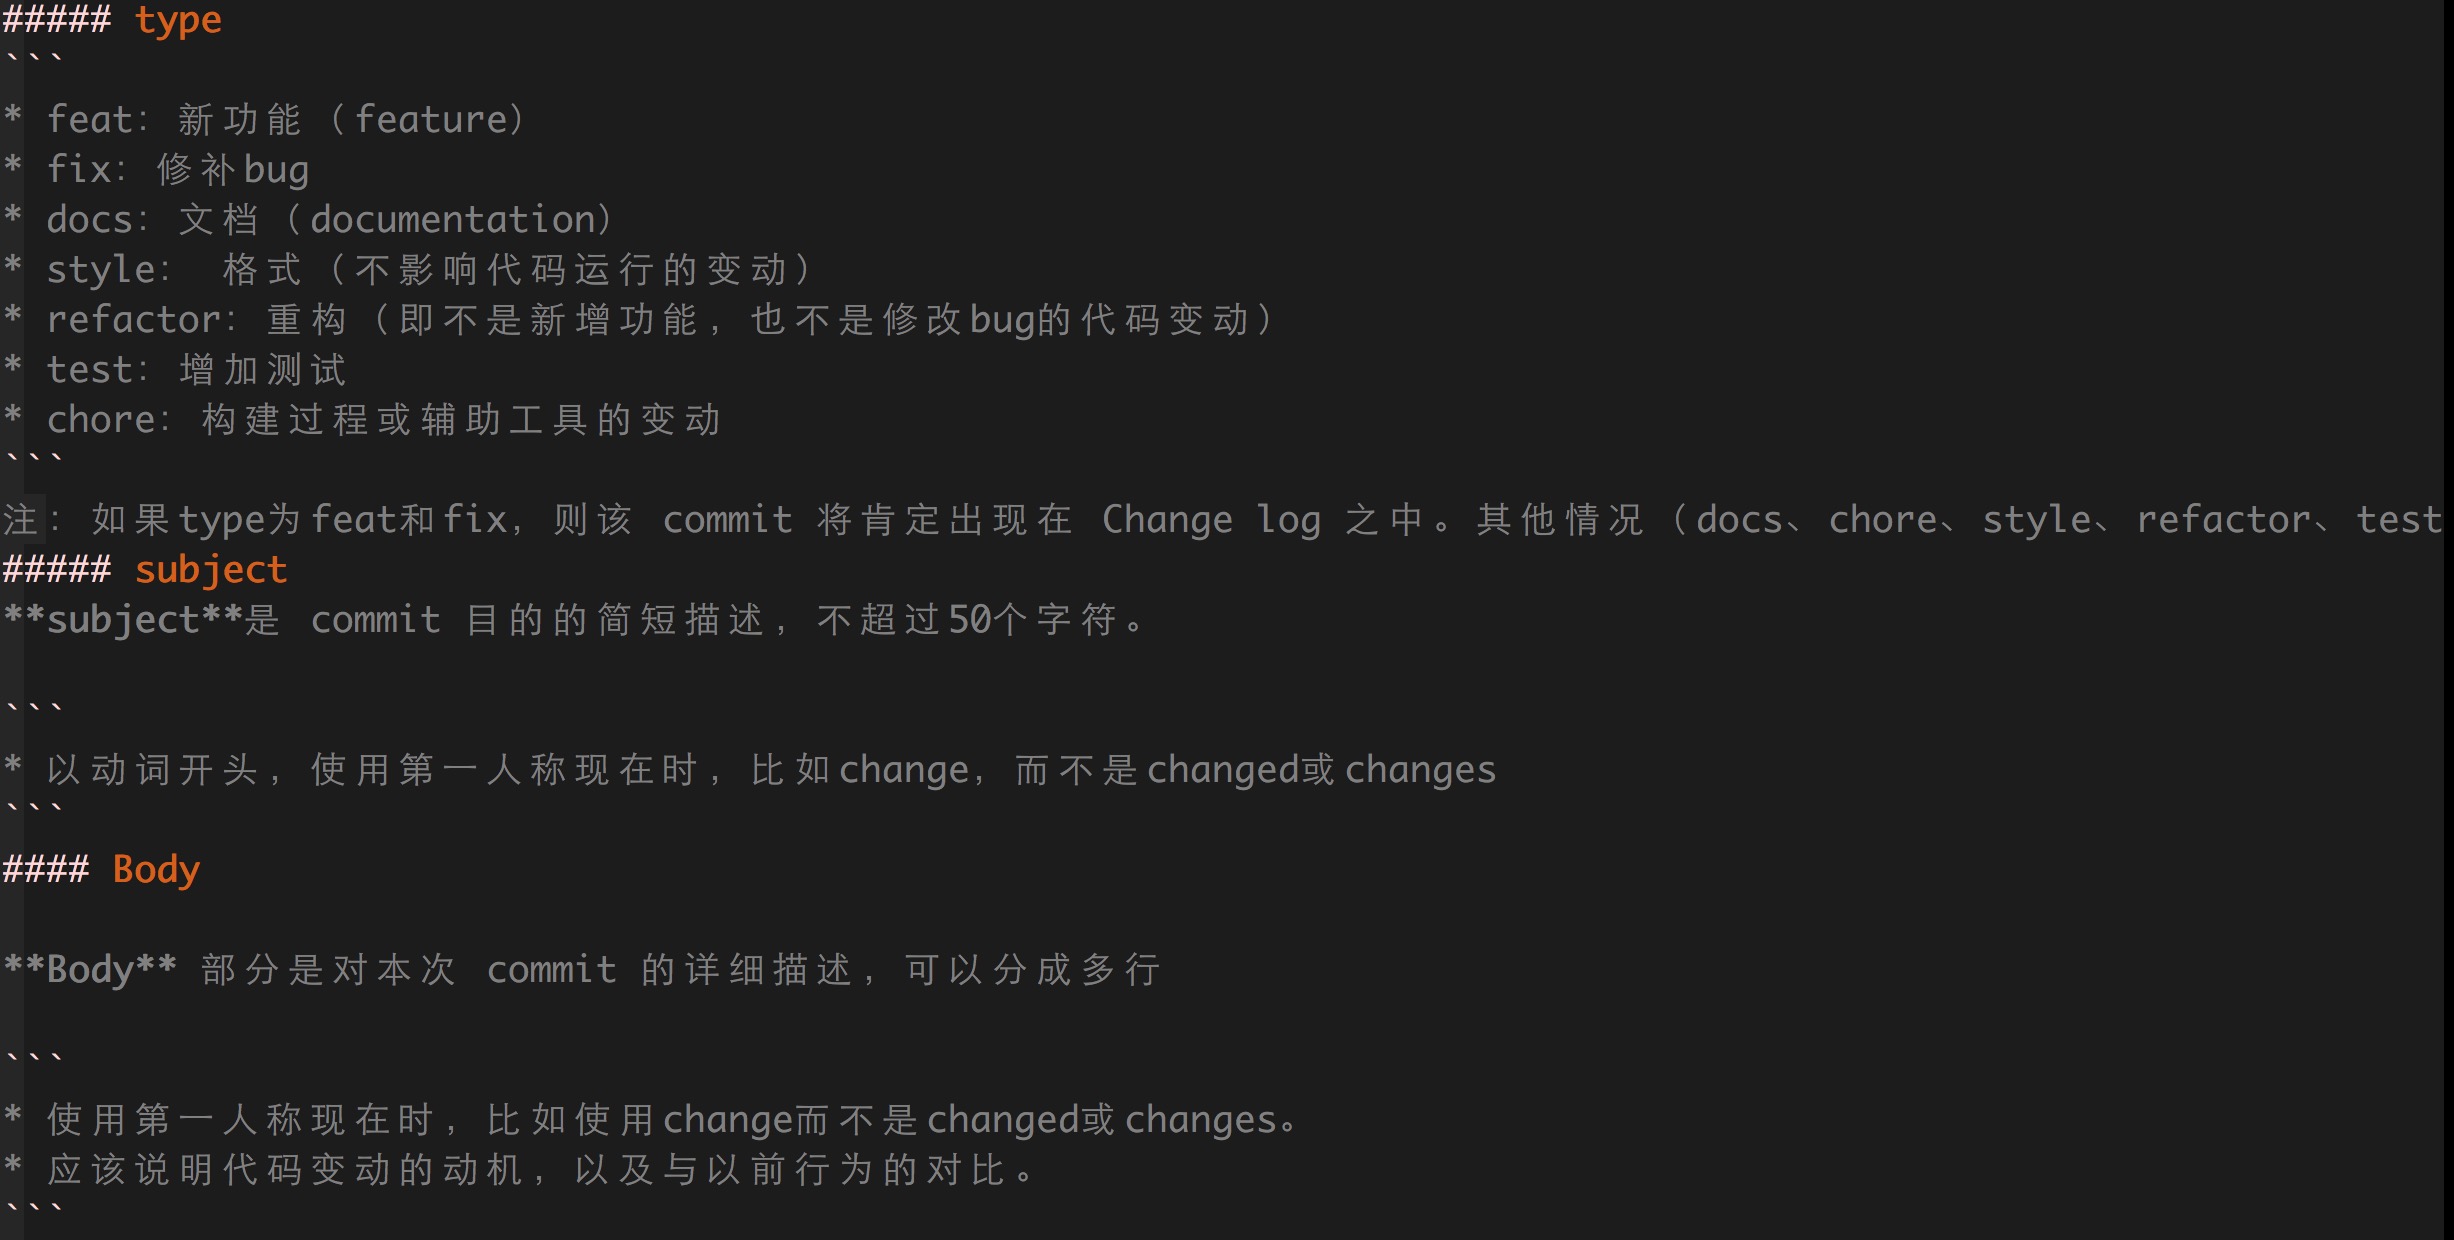 ##### type
```
* feat：新功能（feature）
* fix：修补bug
* docs：文档（documentation）
* style： 格式（不影响代码运行的变动）
* refactor：重构（即不是新增功能，也不是修改bug的代码变动）
* test：增加测试
* chore：构建过程或辅助工具的变动
```
注：如果type为feat和fix，则该 commit 将肯定出现在 Change log 之中。其他情况（docs、chore、style、refactor、test
##### subject
**subject**是 commit 目的的简短描述，不超过50个字符。
```
* 以动词开头，使用第一人称现在时，比如change，而不是changed或changes
```
#### Body
**Body** 部分是对本次 commit 的详细描述，可以分成多行
```
* 使用第一人称现在时，比如使用change而不是changed或changes。
* 应该说明代码变动的动机，以及与以前行为的对比。
```